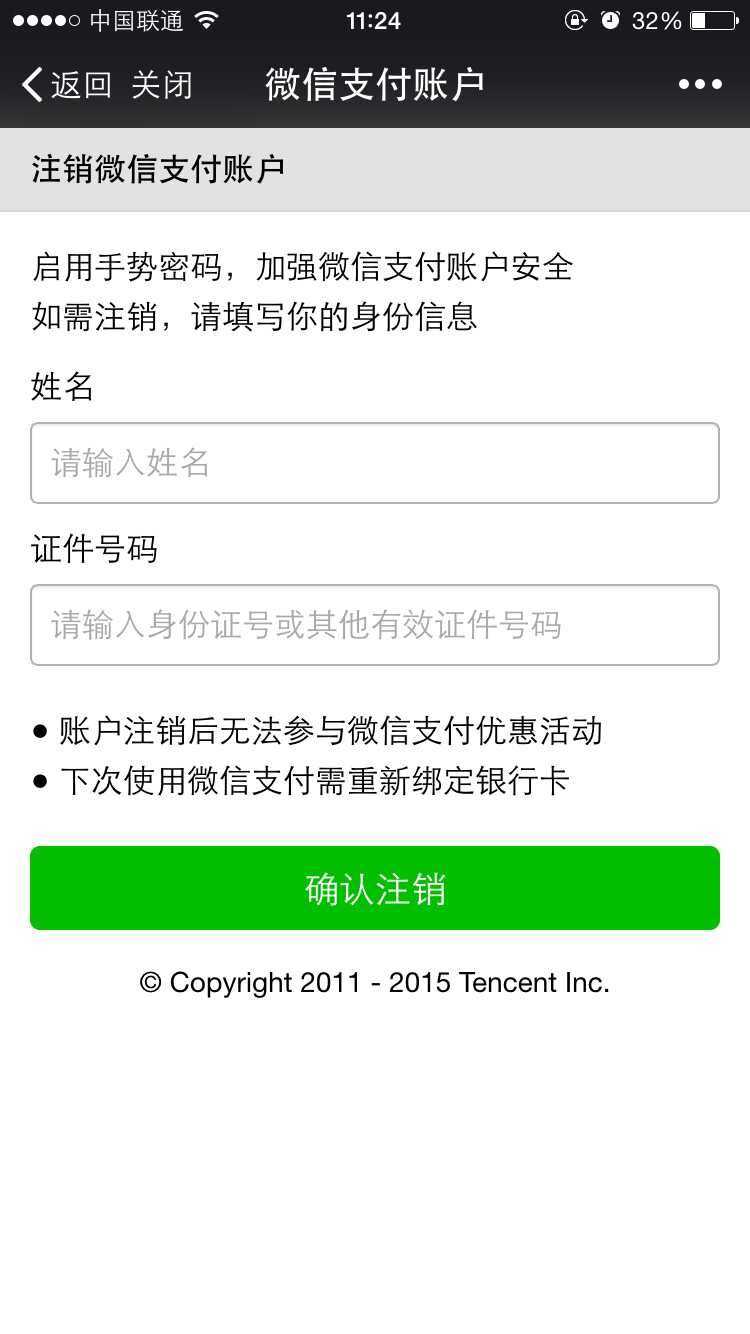 中国联通 11:24 32%
返回 关闭 微信支付账户
注销微信支付账户
启用手势密码，加强微信支付账户安全
如需注销，请填写你的身份信息
姓名
请输入姓名
证件号码
请输入身份证号或其他有效证件号码
● 账户注销后无法参与微信支付优惠活动
● 下次使用微信支付需重新绑定银行卡
确认注销
© Copyright 2011 - 2015 Tencent Inc.